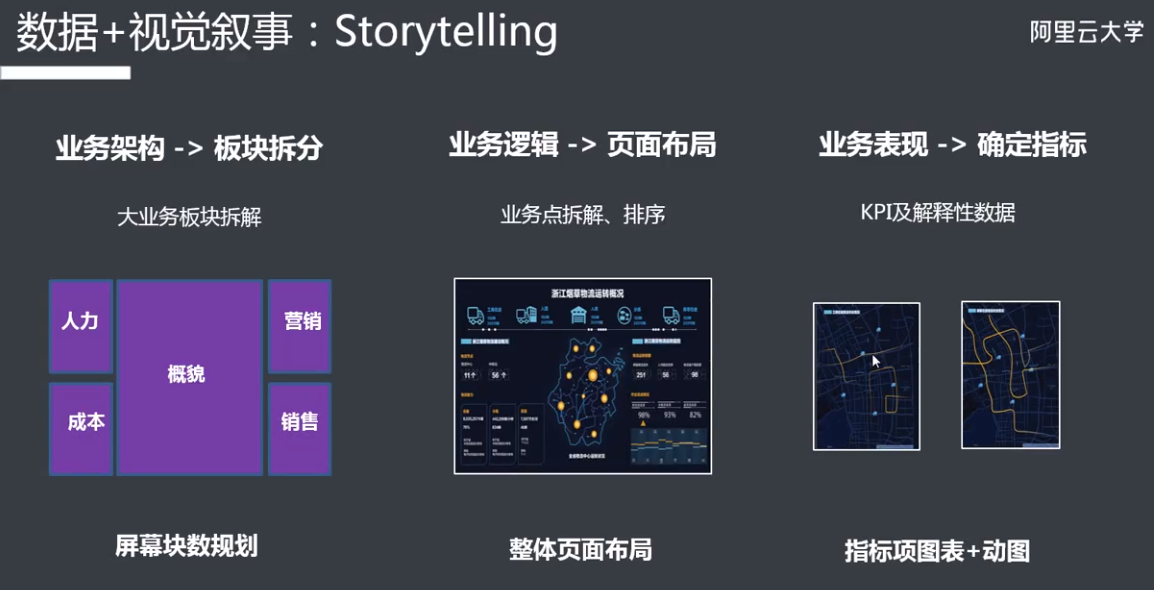 数据+视觉叙事：Storytelling
阿里云大学
业务架构 -> 板块拆分
业务逻辑 -> 页面布局
业务表现 -> 确定指标
大业务板块拆解
业务点拆解、排序
KPI及解释性数据
人力
概貌
营销
成本
销售
浙江烟草物流运转概况
11个
56个
251
56
98
98%
93%
82%
屏幕块数规划
整体页面布局
指标项图表+动图